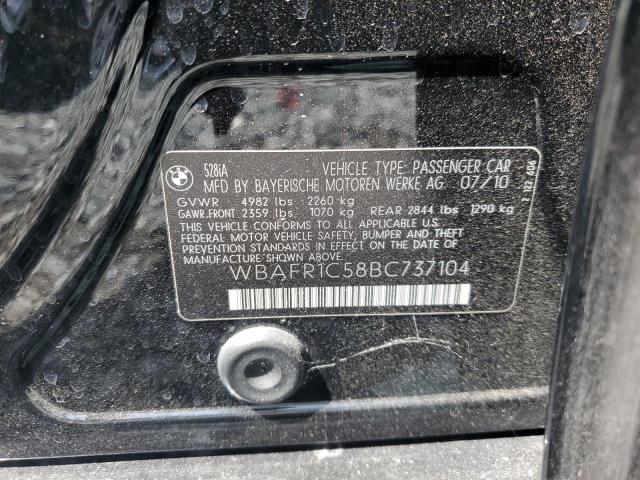 528iA VEHICLE TYPE: PASSENGER CAR
MFD BY BAYERISCHE MOTOREN WERKE AG 07/10
GVWR 4982 lbs 2260 kg
GAWR:FRONT 2359 lbs 1070 kg REAR 2844 lbs 1290 kg
THIS VEHICLE CONFORMS TO ALL APPLICABLE U.S.
FEDERAL MOTOR VEHICLE SAFETY, BUMPER AND THEFT
PREVENTION STANDARDS IN EFFECT ON THE DATE OF
MANUFACTURE SHOWN ABOVE.
WBAFR1C58BC737104